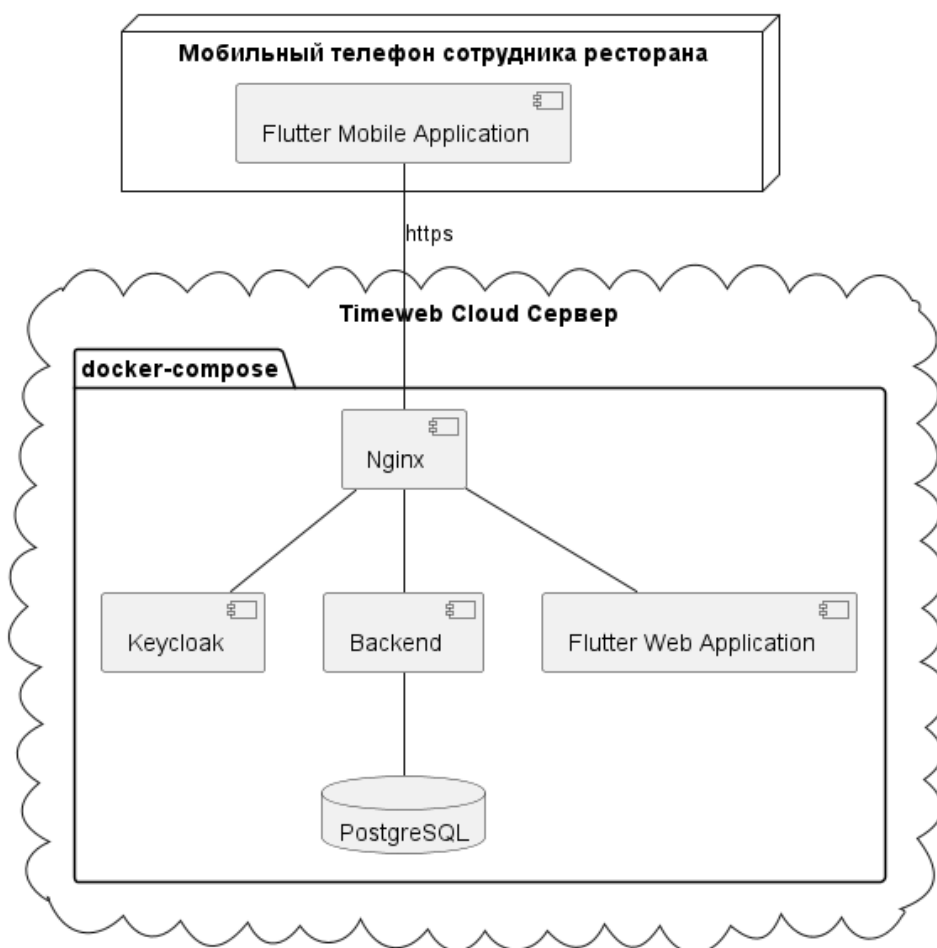 Мобильный телефон сотрудника ресторана
Flutter Mobile Application
https
Timeweb Cloud Сервер
docker-compose
Nginx
Keycloak
Backend
Flutter Web Application
PostgreSQL